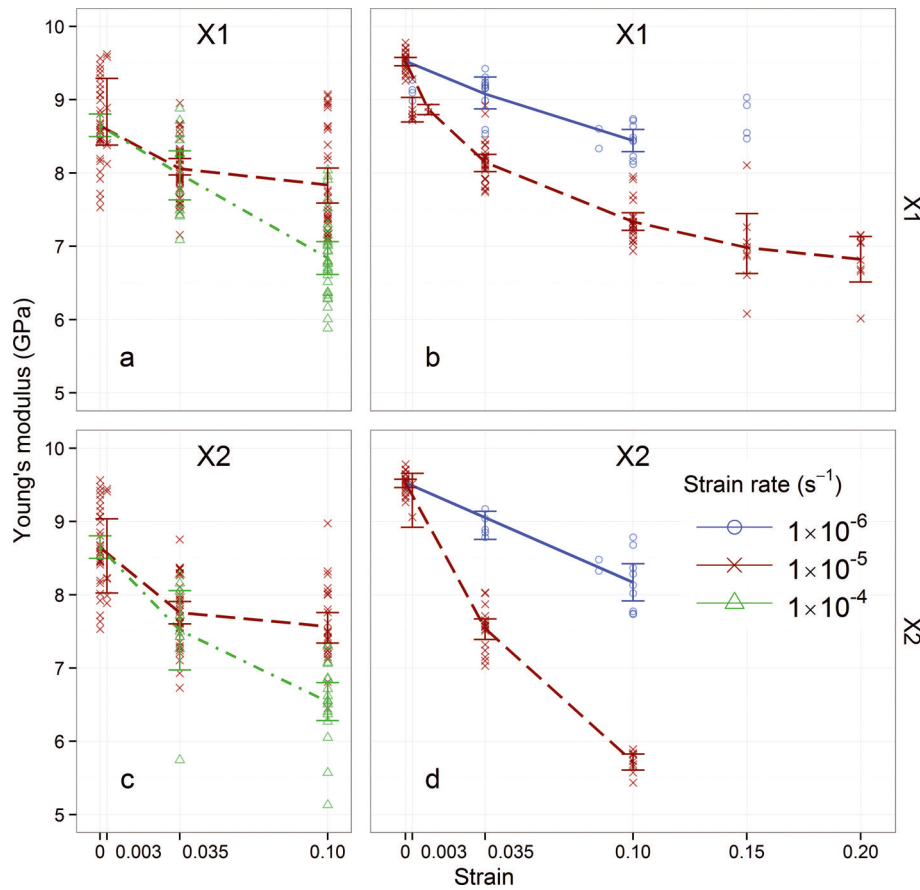 X1
X1
10
9
8
7
6
5
a
b
X1
Young's modulus (GPa)
X2
X2
10
9
8
7
6
5
c
d
X2
Strain rate (s⁻¹)
1×10⁻⁶
1×10⁻⁵
1×10⁻⁴
0 0.003 0.035 0.10
0 0.003 0.035 0.10 0.15 0.20
Strain